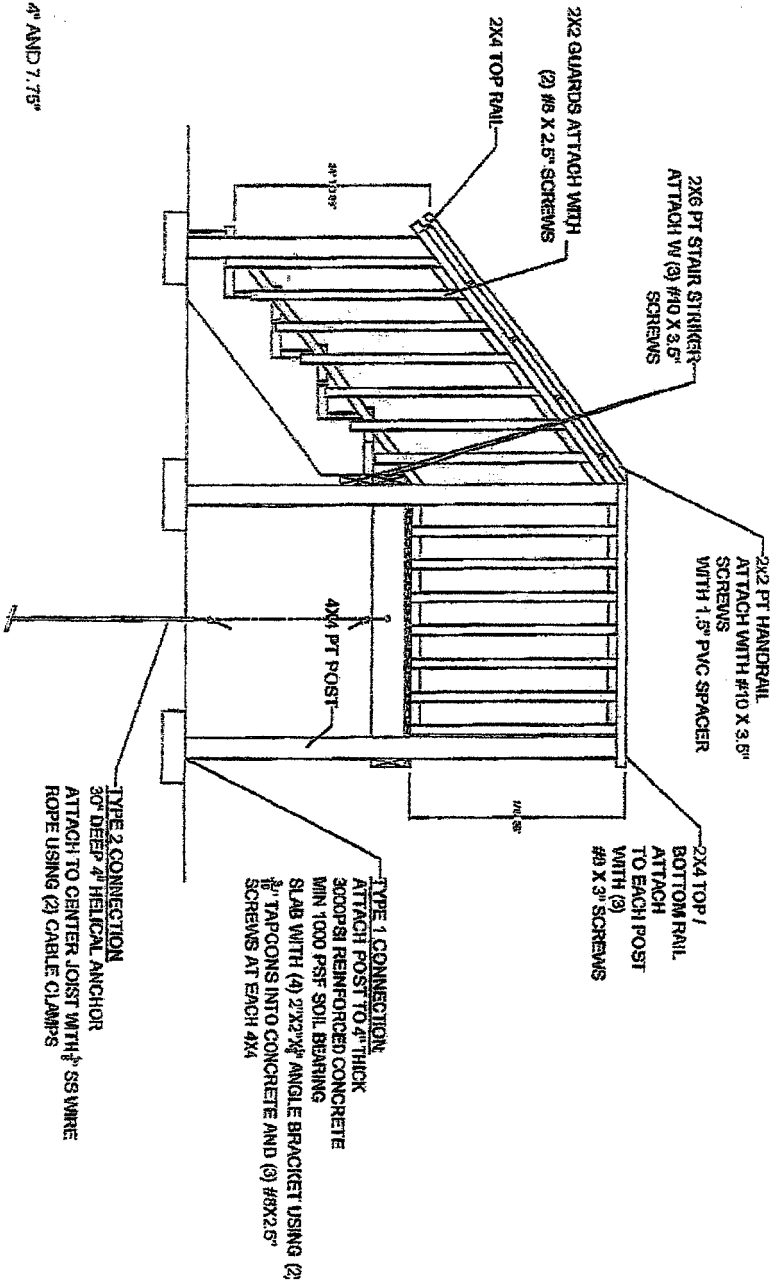 4" AND 7.75"
2X4 TOP RAIL
2X2 GUARDS ATTACH WITH
(2) #8 X 2.5" SCREWS
2X6 PT STAIR STRIKER
ATTACH W (3) #10 X 3.5"
SCREWS
2x2 PT HANDRAIL
ATTACH WITH #10 X 3.5"
SCREWS
WITH 1.5" PVC SPACER
2X4 TOP /
BOTTOM RAIL
ATTACH
TO EACH POST
WITH (3)
#8 X 3" SCREWS
4X4 PT POST
TYPE 1 CONNECTION
ATTACH POST TO 4" THICK
3000PSI REINFORCED CONCRETE
MIN 1000 PSF SOIL BEARING
SLAB WITH (4) 2"X2"X ANGLE BRACKET USING (2)
TAPCONS INTO CONCRETE AND (3) #8X2.5"
SCREWS AT EACH 4X4
TYPE 2 CONNECTION
30" DEEP 4" HELICAL ANCHOR
ATTACH TO CENTER JOIST WITH SS WIRE
ROPE USING (2) CABLE CLAMPS